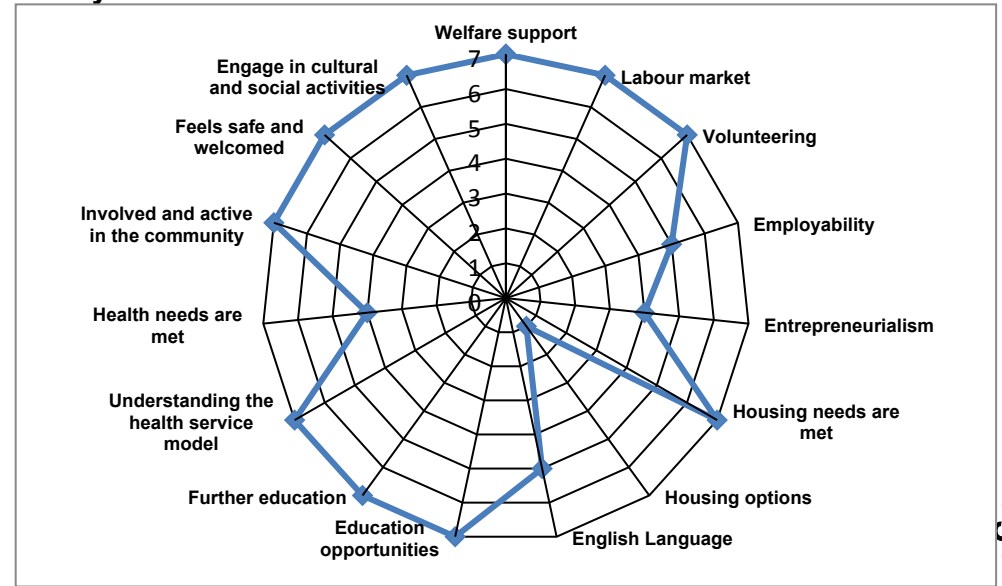 Welfare support
7
6
5
4
3
2
1
0
Labour market
Volunteering
Employability
Entrepreneurialism
Housing needs are
met
Housing options
English Language
Education
opportunities
Further education
Understanding the
health service
model
Health needs are
met
Involved and active
in the community
Feels safe and
welcomed
Engage in cultural
and social activities